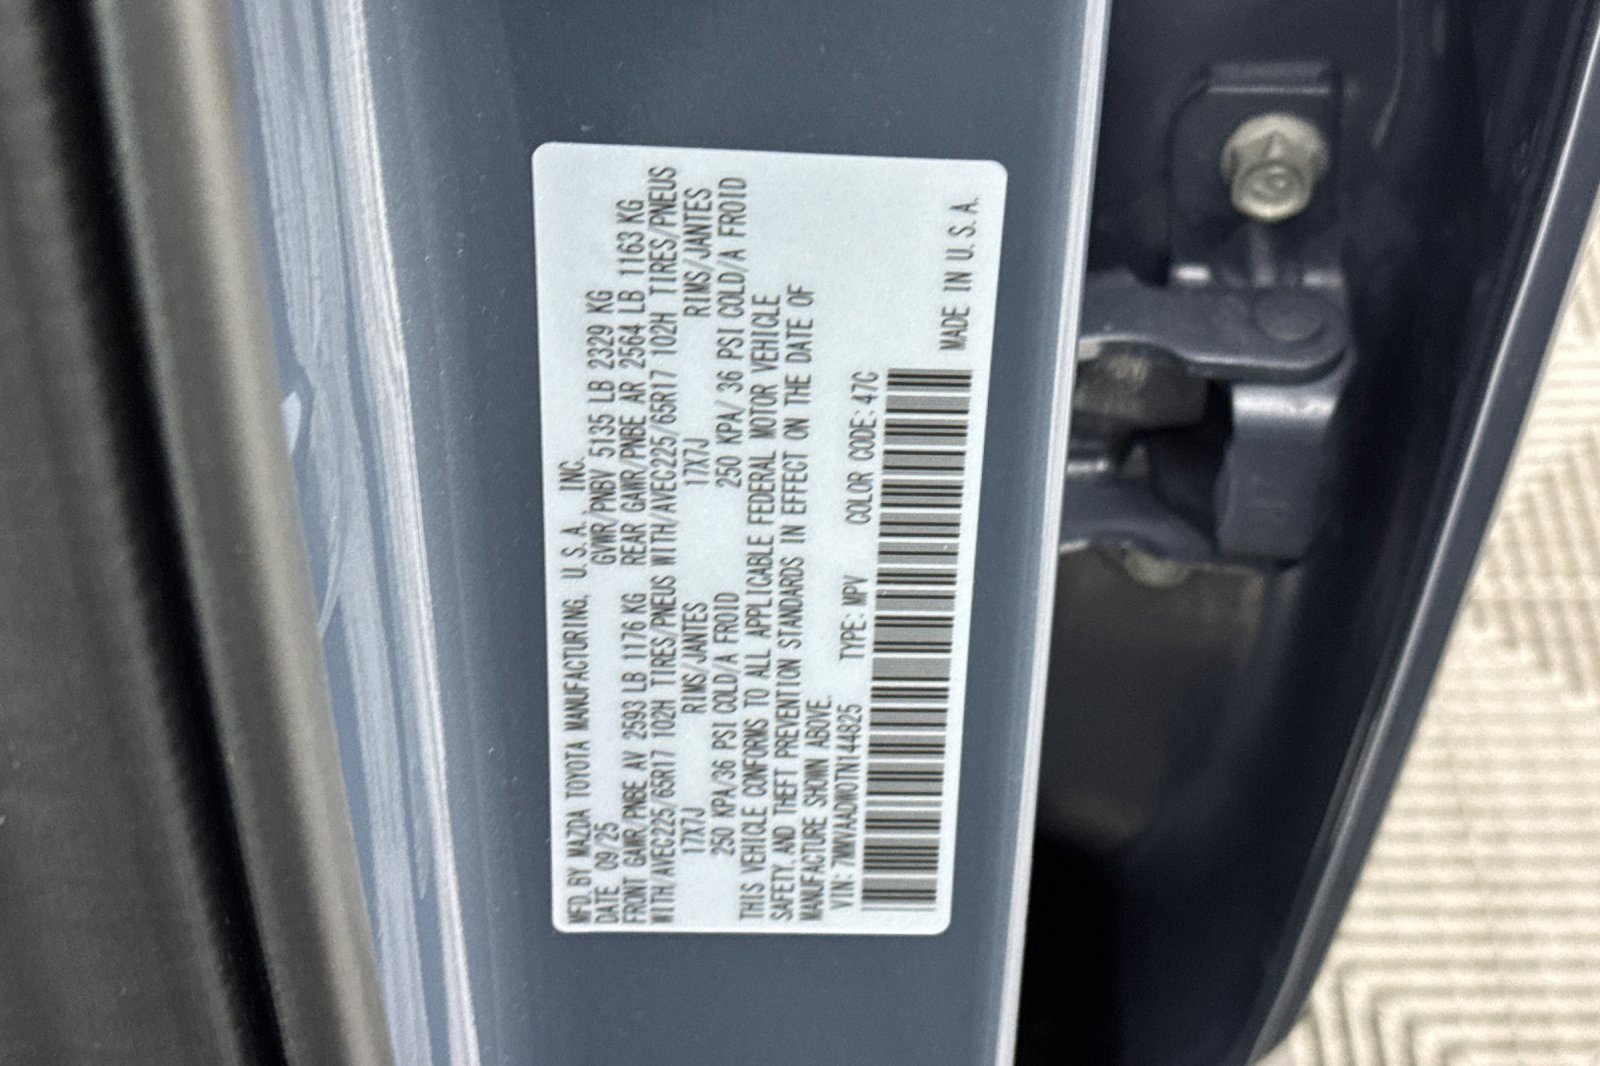 MFD. BY MAZDA TOYOTA MANUFACTURING, U.S.A., INC.
DATE 09/25 GVWR/PNBV 5135 LB 2329 KG
FRONT GAWR/PNBE AV 2593 LB 1176 KG REAR GAWR/PNBE AR 2564 LB 1163 KG
WITH/AVEC225/65R17 102H TIRES/PNEUS WITH/AVEC225/65R17 102H TIRES/PNEUS
17X7J RIMS/JANTES 17X7J RIMS/JANTES
250 KPA/36 PSI COLD/A FROID 250 KPA/ 36 PSI COLD/A FROID
THIS VEHICLE CONFORMS TO ALL APPLICABLE FEDERAL MOTOR VEHICLE
SAFETY, AND THEFT PREVENTION STANDARDS IN EFFECT ON THE DATE OF
MANUFACTURE SHOWN ABOVE.
VIN: 7MMVAADW0TN144825 TYPE: MPV COLOR CODE: 47C
MADE IN U.S.A.